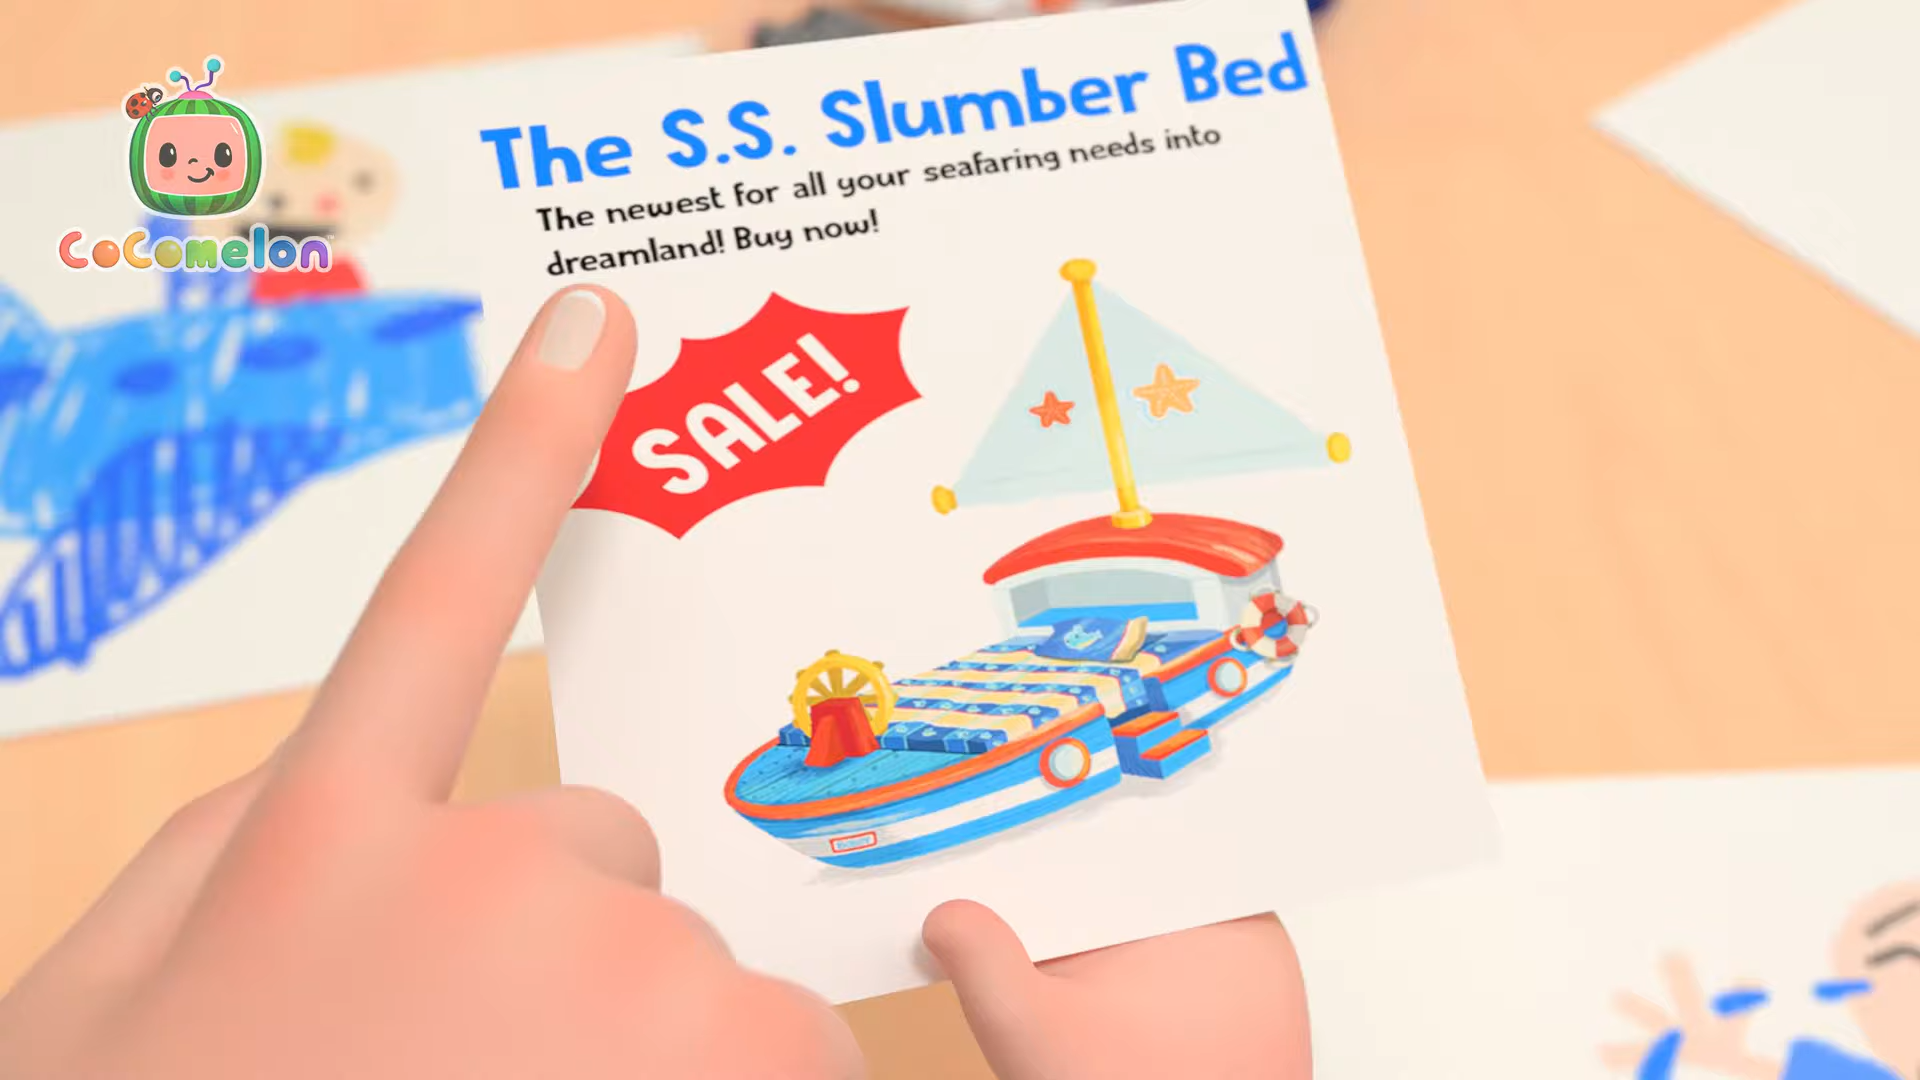 CoComelon
The S.S. Slumber Bed
The newest for all your seafaring needs into
dreamland! Buy now!
SALE!